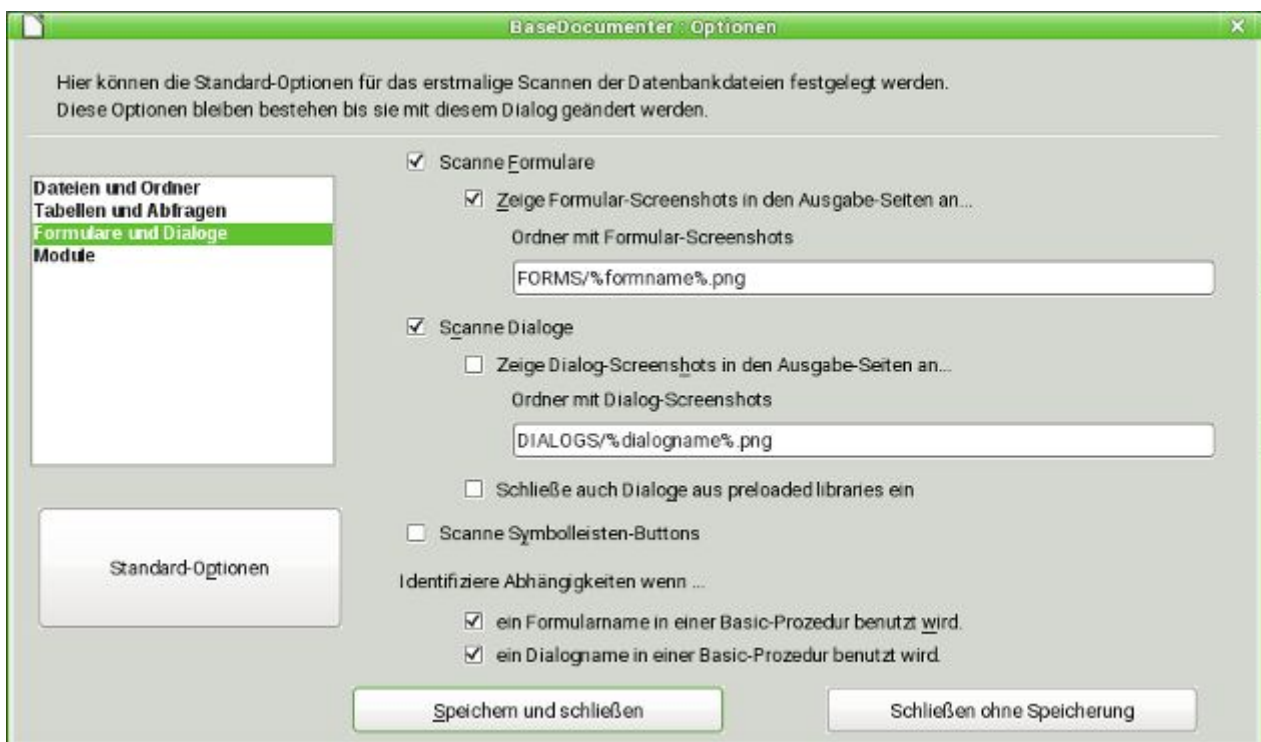 BaseDocumenter : Optionen
Hier können die Standard-Optionen für das erstmalige Scannen der Datenbankdateien festgelegt werden.
Diese Optionen bleiben bestehen bis sie mit diesem Dialog geändert werden.
Dateien und Ordner
Tabellen und Abfragen
Formulare und Dialoge
Module
Standard-Optionen
Scanne Formulare
Zeige Formular-Screenshots in den Ausgabe-Seiten an...
Ordner mit Formular-Screenshots
FORMS/%formname%.png
Scanne Dialoge
Zeige Dialog-Screenshots in den Ausgabe-Seiten an...
Ordner mit Dialog-Screenshots
DIALOGS/%dialogname%.png
Schließe auch Dialoge aus preloaded libraries ein
Scanne Symbolleisten-Buttons
Identifiziere Abhängigkeiten wenn ...
ein Formularname in einer Basic-Prozedur benutzt wird.
ein Dialogname in einer Basic-Prozedur benutzt wird.
Speichern und schließen
Schließen ohne Speicherung